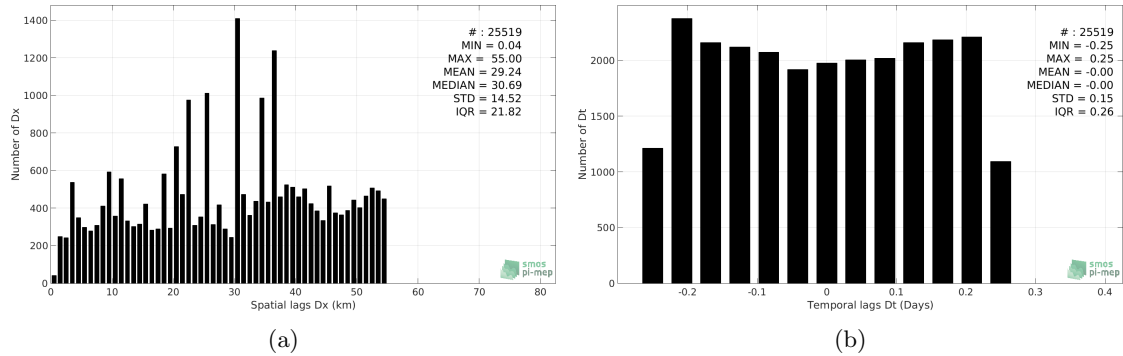 1400
1200
1000
800
600
400
200
0
Number of Dx
# : 25519
MIN = 0.04
MAX = 55.00
MEAN = 29.24
MEDIAN = 30.69
STD = 14.52
IQR = 21.82
smos
pi-mep
0 10 20 30 40 50 60 70 80
Spatial lags Dx (km)
(a)
2000
1500
1000
500
0
Number of Dt
# : 25519
MIN = -0.25
MAX = 0.25
MEAN = -0.00
MEDIAN = -0.00
STD = 0.15
IQR = 0.26
smos
pi-mep
-0.2 -0.1 0 0.1 0.2 0.3 0.4
Temporal lags Dt (Days)
(b)